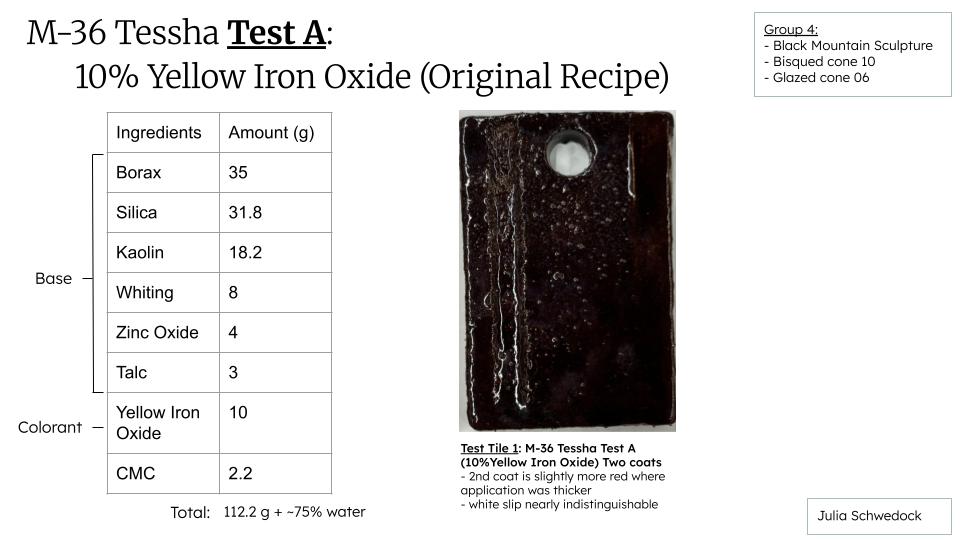 M-36 Tessha Test A:
10% Yellow Iron Oxide (Original Recipe)
Group 4:
- Black Mountain Sculpture
- Bisqued cone 10
- Glazed cone 06
Ingredients Amount (g)
Base
Borax 35
Silica 31.8
Kaolin 18.2
Whiting 8
Zinc Oxide 4
Talc 3
Colorant
Yellow Iron 10
Oxide
CMC 2.2
Total: 112.2 g + ~75% water
Test Tile 1: M-36 Tessha Test A
(10%Yellow Iron Oxide) Two coats
- 2nd coat is slightly more red where
application was thicker
- white slip nearly indistinguishable
Julia Schwedock